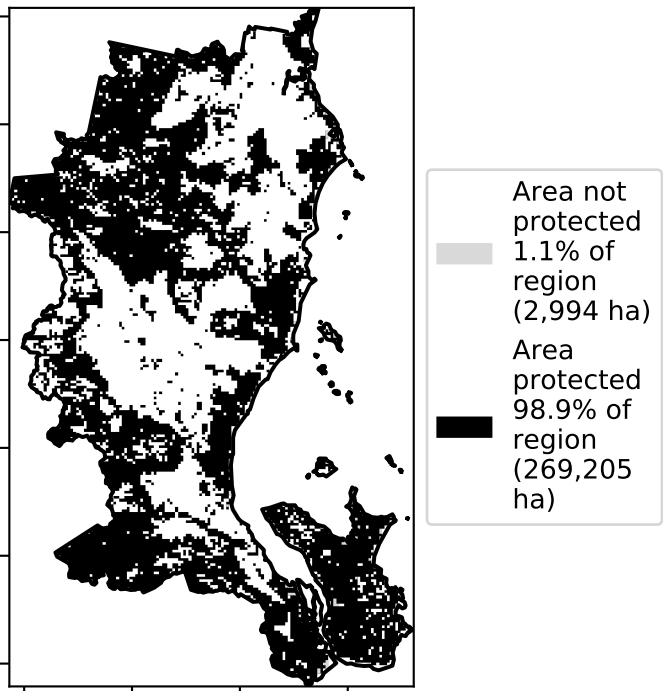 Area not
protected
1.1% of
region
(2,994 ha)
Area
protected
98.9% of
region
(269,205
ha)